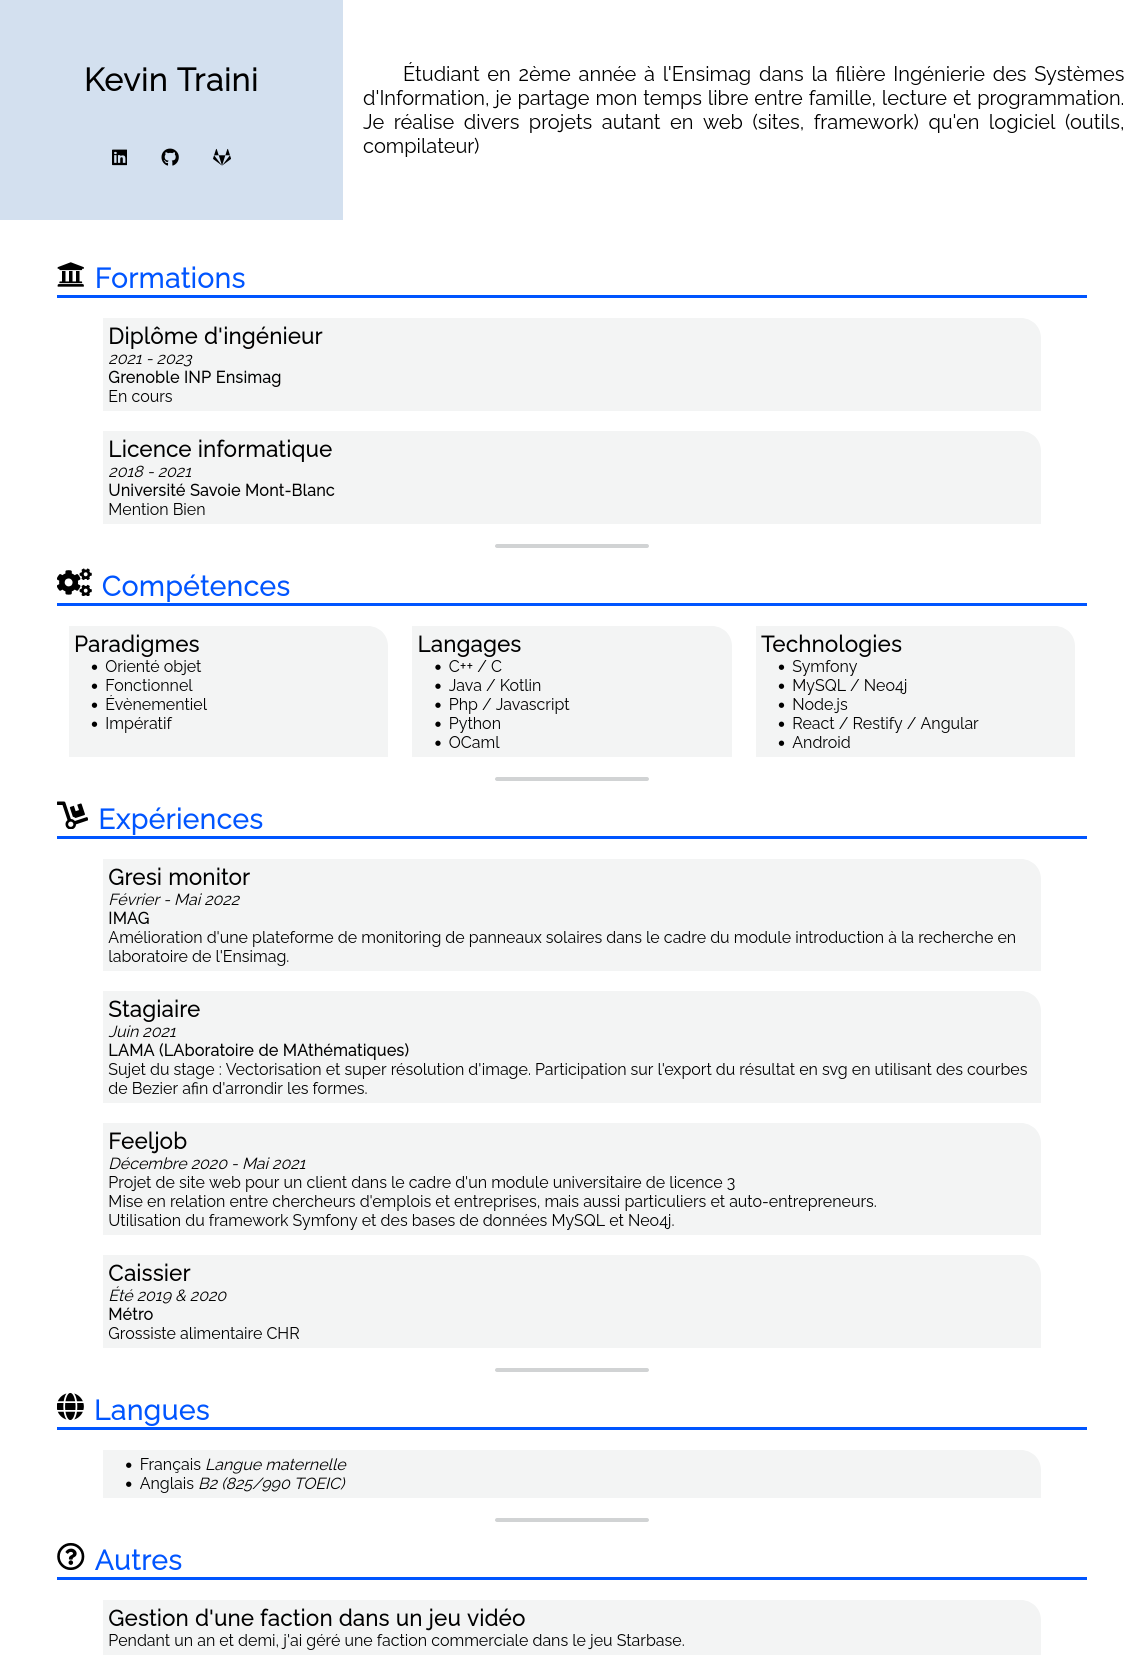 Kevin Traini
Étudiant en 2ème année à l'Ensimag dans la filière Ingénierie des Systèmes
d'Information, je partage mon temps libre entre famille, lecture et programmation.
Je réalise divers projets autant en web (sites, framework) qu'en logiciel (outils,
compilateur)
Formations
Diplôme d'ingénieur
2021 - 2023
Grenoble INP Ensimag
En cours
Licence informatique
2018 - 2021
Université Savoie Mont-Blanc
Mention Bien
Compétences
Paradigmes
• Orienté objet
• Fonctionnel
• Évènementiel
• Impératif
Langages
• C++ / C
• Java / Kotlin
• Php / Javascript
• Python
• OCaml
Technologies
• Symfony
• MySQL / Neo4j
• Node.js
• React / Restify / Angular
• Android
Expériences
Gresi monitor
Février - Mai 2022
IMAG
Amélioration d'une plateforme de monitoring de panneaux solaires dans le cadre du module introduction à la recherche en
laboratoire de l'Ensimag.
Stagiaire
Juin 2021
LAMA (LAboratoire de MAthématiques)
Sujet du stage : Vectorisation et super résolution d'image. Participation sur l'export du résultat en svg en utilisant des courbes
de Bezier afin d'arrondir les formes.
Feeljob
Décembre 2020 - Mai 2021
Projet de site web pour un client dans le cadre d'un module universitaire de licence 3
Mise en relation entre chercheurs d'emplois et entreprises, mais aussi particuliers et auto-entrepreneurs.
Utilisation du framework Symfony et des bases de données MySQL et Neo4j.
Caissier
Été 2019 & 2020
Métro
Grossiste alimentaire CHR
Langues
• Français Langue maternelle
• Anglais B2 (825/990 TOEIC)
Autres
Gestion d'une faction dans un jeu vidéo
Pendant un an et demi, j'ai géré une faction commerciale dans le jeu Starbase.